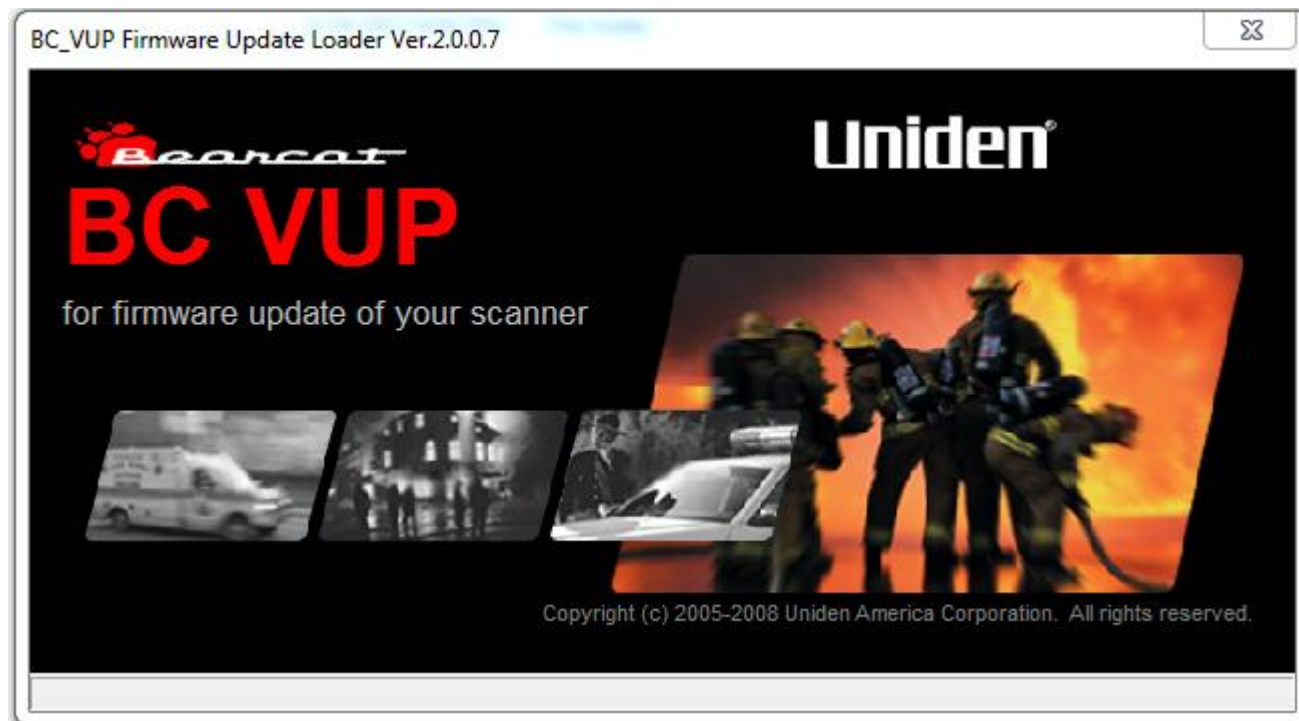 BC_VUP Firmware Update Loader Ver.2.0.0.7
Bearcat
Uniden®
BC VUP
for firmware update of your scanner
Copyright (c) 2005-2008 Uniden America Corporation. All rights reserved.